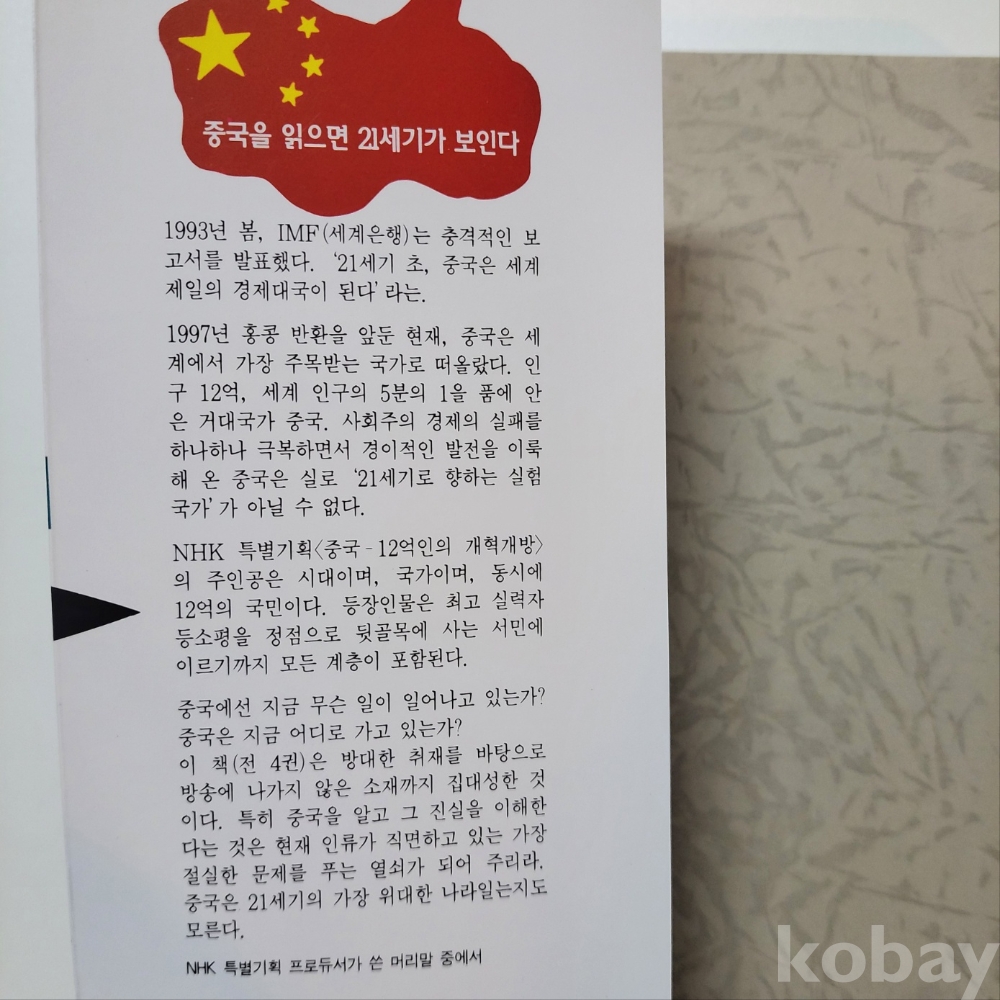 중국을 읽으면 21세기가 보인다
1993년 봄, IMF(세계은행)는 충격적인 보
고서를 발표했다. ‘21세기 초, 중국은 세계
제일의 경제대국이 된다’라는.
1997년 홍콩 반환을 앞둔 현재, 중국은 세
계에서 가장 주목받는 국가로 떠올랐다. 인
구 12억, 세계 인구의 5분의 1을 품에 안
은 거대국가 중국. 사회주의 경제의 실패를
하나하나 극복하면서 경이적인 발전을 이룩
해 온 중국은 실로 ‘21세기로 향하는 실험
국가’가 아닐 수 없다.
NHK 특별기획〈중국-12억인의 개혁개방〉
의 주인공은 시대이며, 국가이며, 동시에
12억의 국민이다. 등장인물은 최고 실력자
등소평을 정점으로 뒷골목에 사는 서민에
이르기까지 모든 계층이 포함된다.
중국에선 지금 무슨 일이 일어나고 있는가?
중국은 지금 어디로 가고 있는가?
이 책(전 4권)은 방대한 취재를 바탕으로
방송에 나가지 않은 소재까지 집대성한 것
이다. 특히 중국을 알고 그 진실을 이해한
다는 것은 현재 인류가 직면하고 있는 가장
절실한 문제를 푸는 열쇠가 되어 주리라.
중국은 21세기의 가장 위대한 나라일는지도
모른다.
NHK 특별기획 프로듀서가 쓴 머리말 중에서
kobay